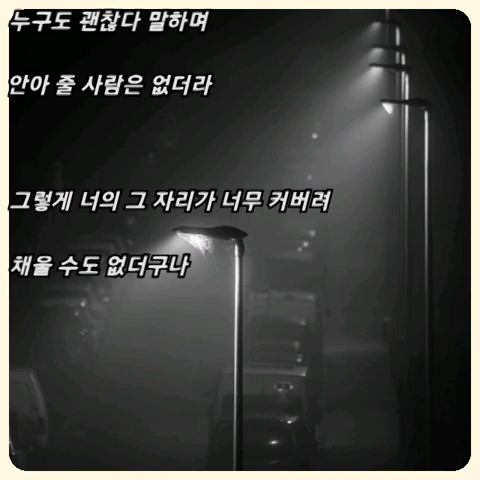 누구도 괜찮다 말하며
안아 줄 사람은 없더라
그렇게 너의 그 자리가 너무 커버려
채울 수도 없더구나